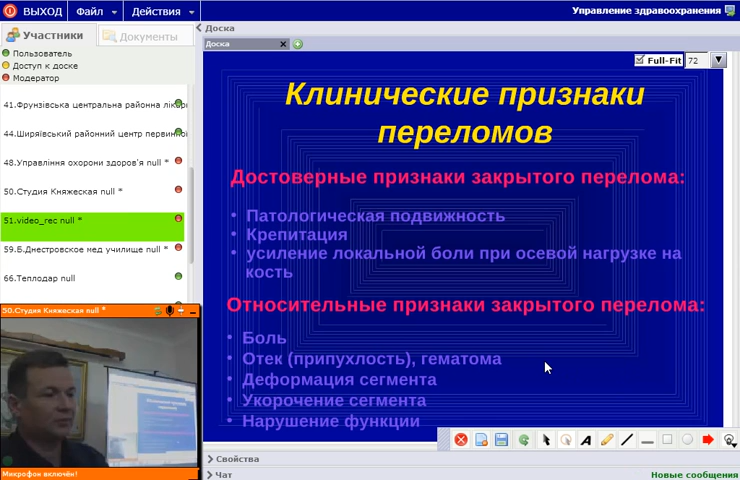 ВЫХОД
Файл
Действия
Управление здравоохранения
Участники
Документы
Пользователь
Доступ к доске
Модератор
41.Фрунзівська центральна районна лікар
44.Ширяївський районний центр первинно
48.Управління охорони здоров'я null *
50.Студия Княжеская null *
51.video_rec null *
59.Б.Днестровское мед училище null *
66.Теплодар null
50.Студия Княжеская null *
Микрофон включён!
Доска
Доска
Full-Fit
72
Клинические признаки
переломов
Достоверные признаки закрытого перелома:
• Патологическая подвижность
• Крепитация
• усиление локальной боли при осевой нагрузке на
кость
Относительные признаки закрытого перелома:
• Боль
• Отек (припухлость), гематома
• Деформация сегмента
• Укорочение сегмента
• Нарушение функции
A
Свойства
Чат
Новые сообщения